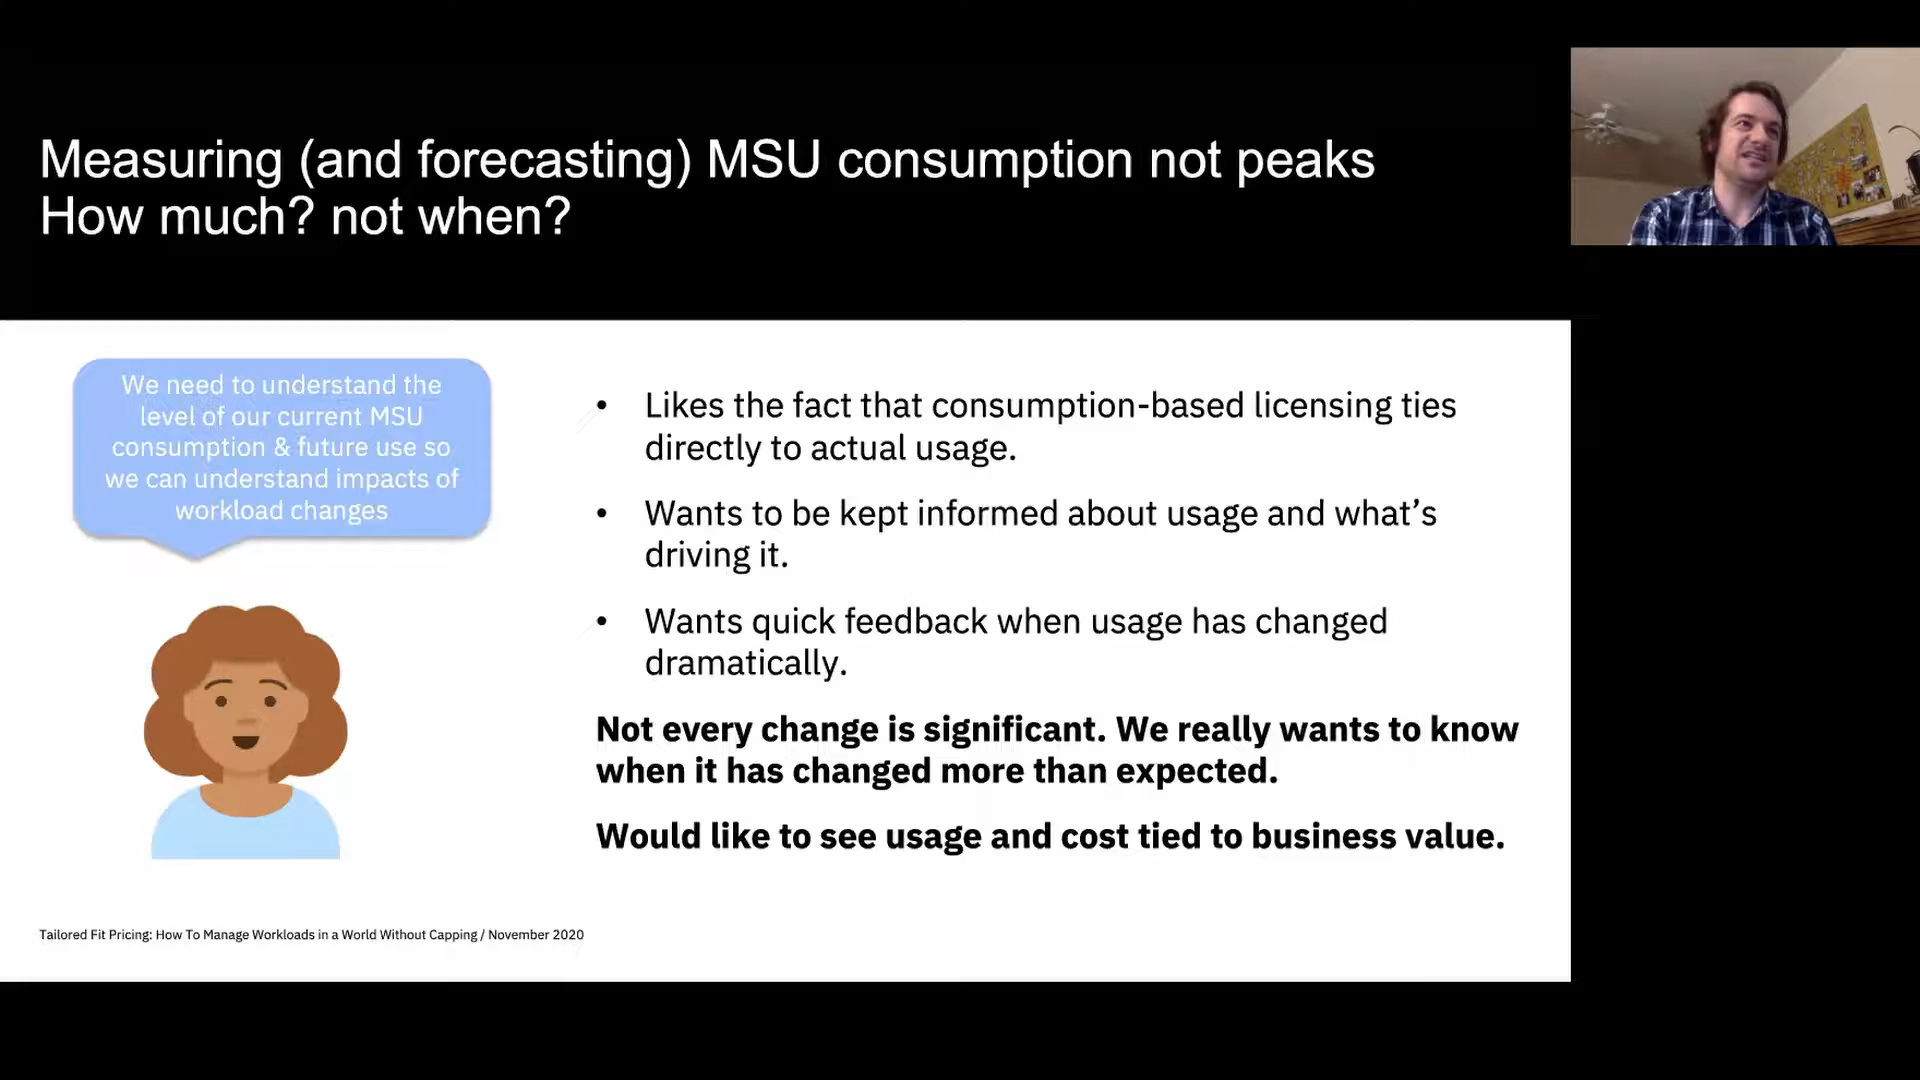 Measuring (and forecasting) MSU consumption not peaks
How much? not when?
We need to understand the
level of our current MSU
consumption & future use so
we can understand impacts of
workload changes
• Likes the fact that consumption-based licensing ties
directly to actual usage.
• Wants to be kept informed about usage and what’s
driving it.
• Wants quick feedback when usage has changed
dramatically.
Not every change is significant. We really wants to know
when it has changed more than expected.
Would like to see usage and cost tied to business value.
Tailored Fit Pricing: How To Manage Workloads in a World Without Capping / November 2020